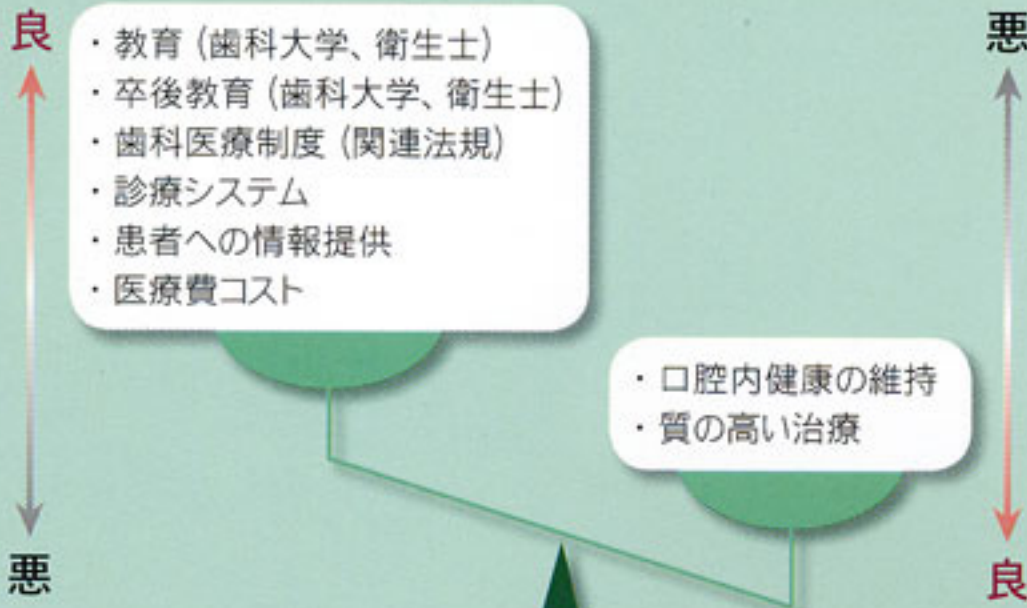 良
・教育 (歯科大学、衛生士)
・卒後教育 (歯科大学、衛生士)
・歯科医療制度 (関連法規)
・診療システム
・患者への情報提供
・医療費コスト
悪
悪
・口腔内健康の維持
・質の高い治療
良